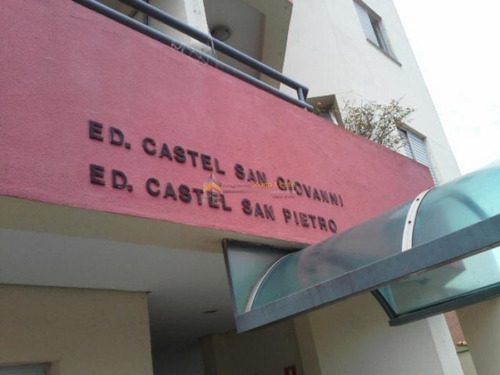 ED. CASTEL SAN GIOVANNI
ED. CASTEL SAN PIETRO